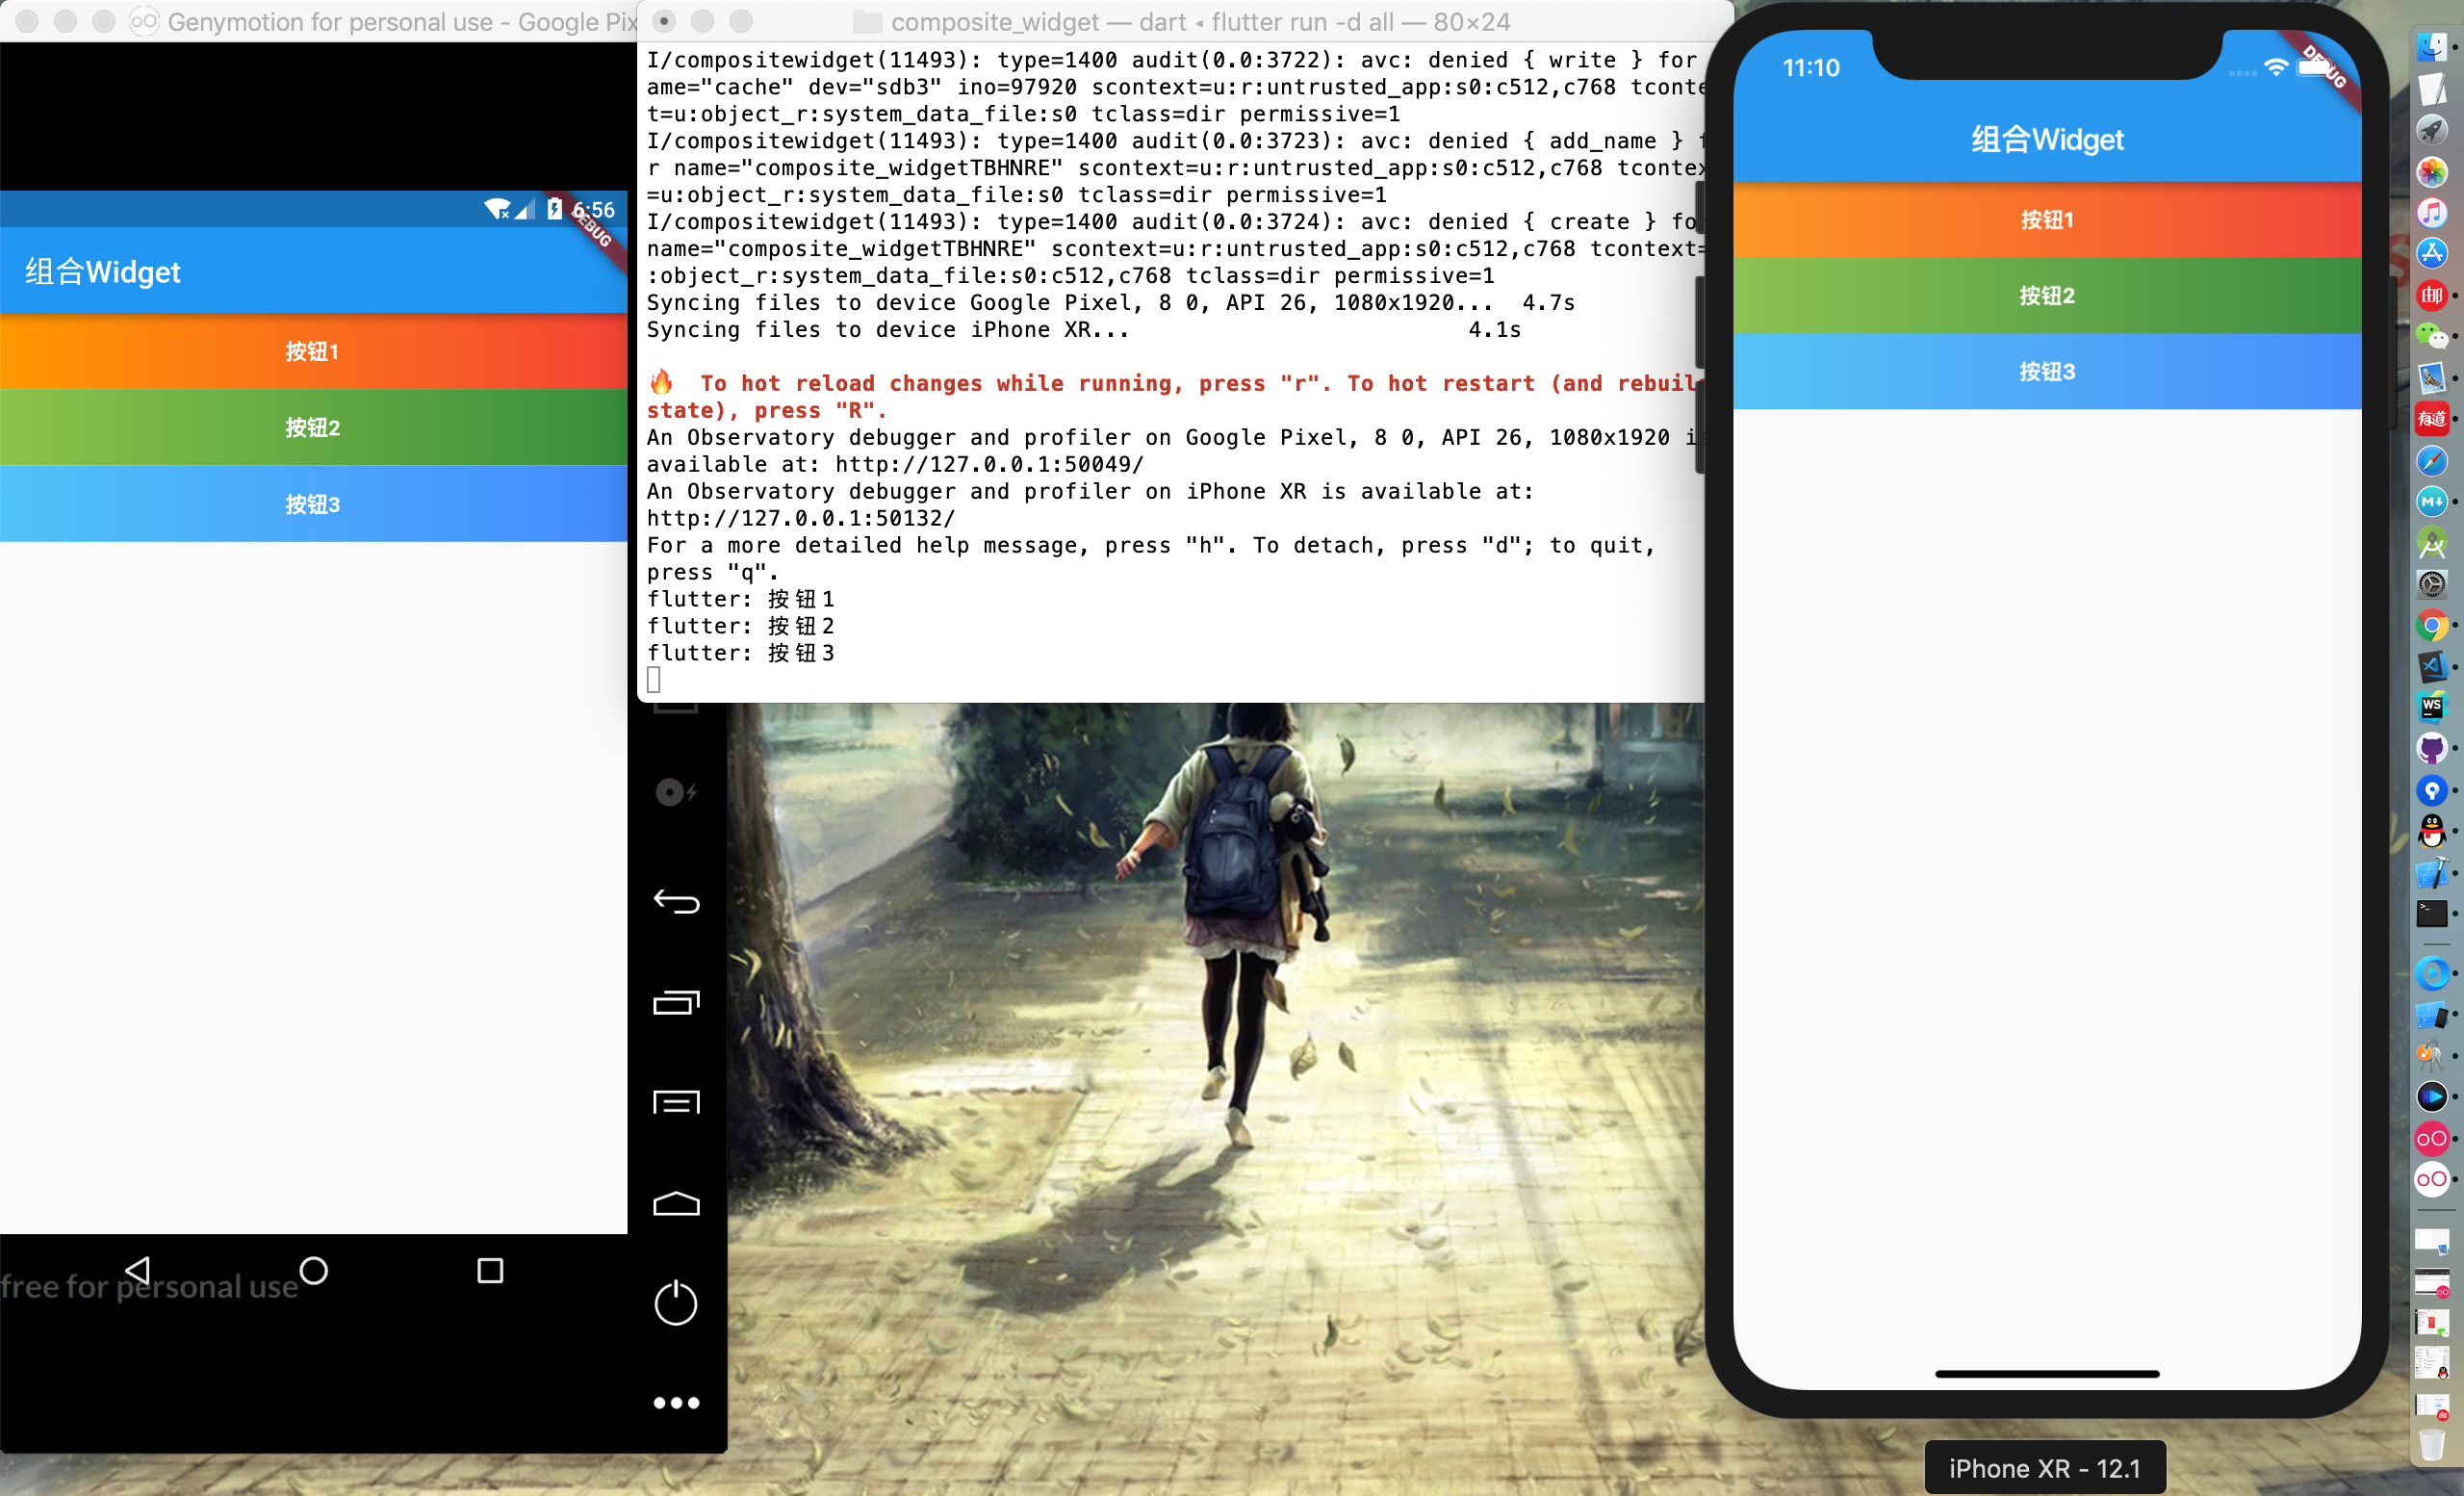 Genymotion for personal use - Google Pix
6:56
DEBUG
组合Widget
按钮1
按钮2
按钮3
free for personal use
composite_widget — dart ◂ flutter run -d all — 80×24
I/compositewidget(11493): type=1400 audit(0.0:3722): avc: denied { write } for
ame="cache" dev="sdb3" ino=97920 scontext=u:r:untrusted_app:s0:c512,c768 tconte
t=u:object_r:system_data_file:s0 tclass=dir permissive=1
I/compositewidget(11493): type=1400 audit(0.0:3723): avc: denied { add_name } f
r name="composite_widgetTBHNRE" scontext=u:r:untrusted_app:s0:c512,c768 tcontex
=u:object_r:system_data_file:s0 tclass=dir permissive=1
I/compositewidget(11493): type=1400 audit(0.0:3724): avc: denied { create } fo
name="composite_widgetTBHNRE" scontext=u:r:untrusted_app:s0:c512,c768 tcontext=
:object_r:system_data_file:s0:c512,c768 tclass=dir permissive=1
Syncing files to device Google Pixel, 8 0, API 26, 1080x1920... 4.7s
Syncing files to device iPhone XR... 4.1s
🔥 To hot reload changes while running, press "r". To hot restart (and rebuil
state), press "R".
An Observatory debugger and profiler on Google Pixel, 8 0, API 26, 1080x1920 i
available at: http://127.0.0.1:50049/
An Observatory debugger and profiler on iPhone XR is available at:
http://127.0.0.1:50132/
For a more detailed help message, press "h". To detach, press "d"; to quit,
press "q".
flutter: 按钮1
flutter: 按钮2
flutter: 按钮3
11:10
DEBUG
组合Widget
按钮1
按钮2
按钮3
iPhone XR - 12.1
邮
有道
M↓
WS